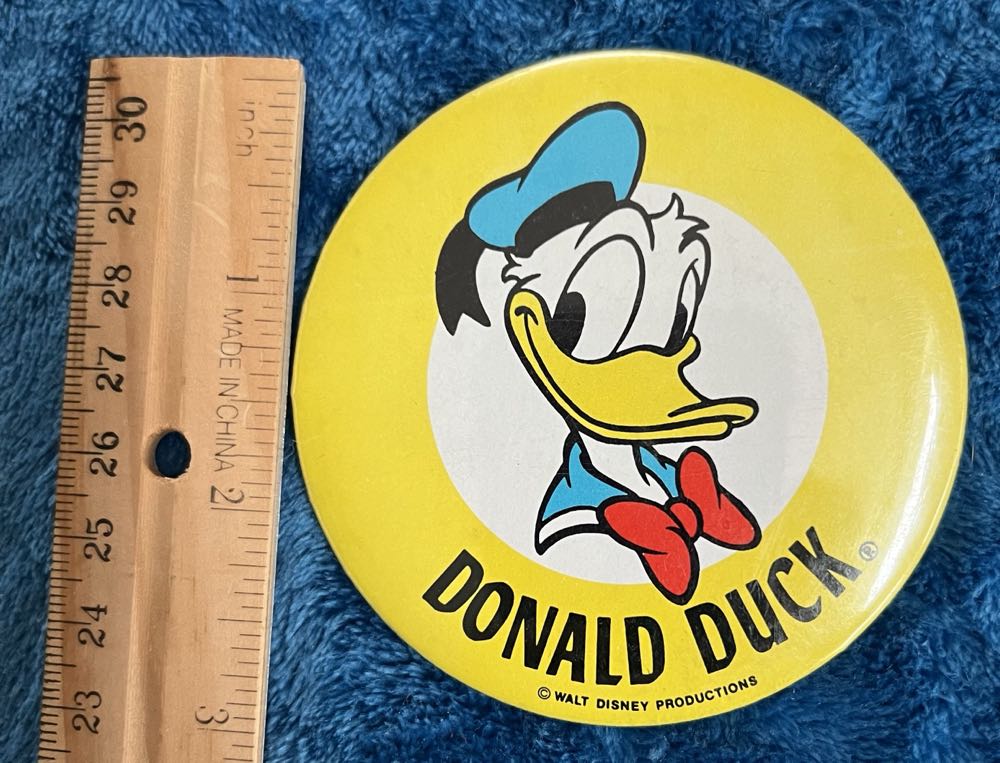 30
29
28
27
26
25
24
23
inch
1
MADE IN CHINA
2
3
DONALD DUCK®
© WALT DISNEY PRODUCTIONS